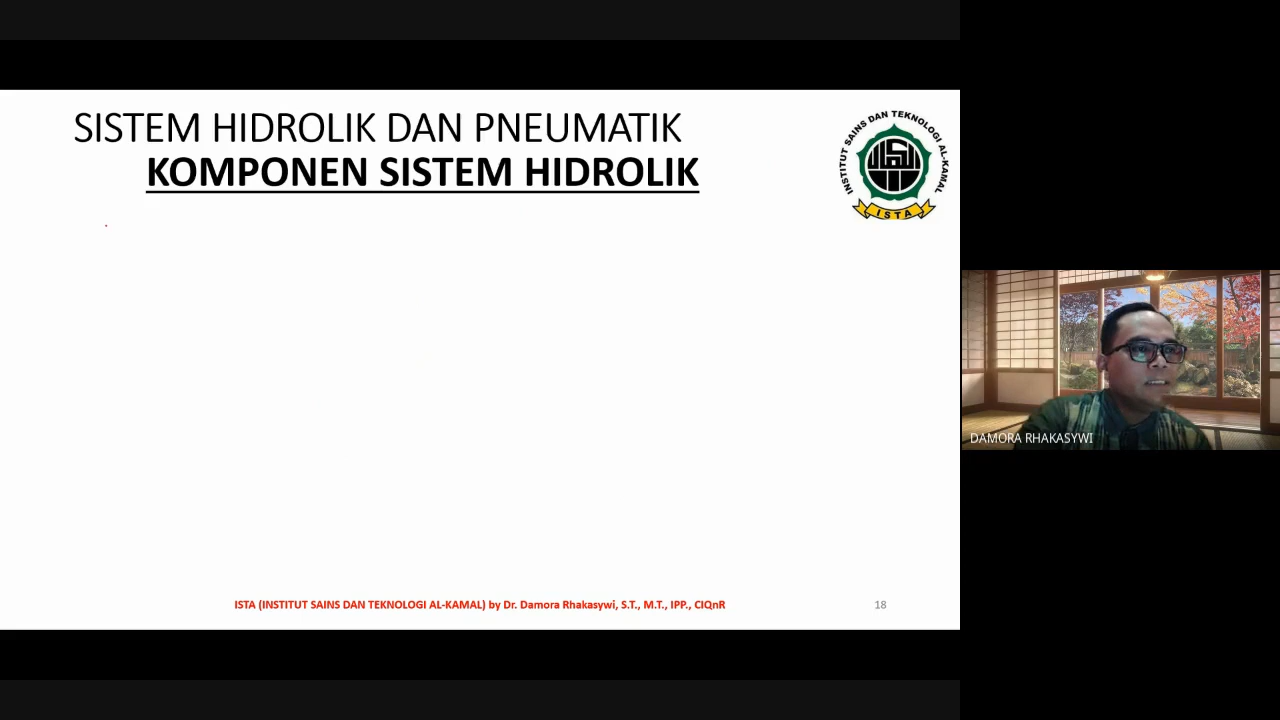 SISTEM HIDROLIK DAN PNEUMATIK
KOMPONEN SISTEM HIDROLIK
INSTITUT SAINS DAN TEKNOLOGI AL-KAMAL
ISTA
DAMORA RHAKASYWI
ISTA (INSTITUT SAINS DAN TEKNOLOGI AL-KAMAL) by Dr. Damora Rhakasywi, S.T., M.T., IPP., CIQnR
18